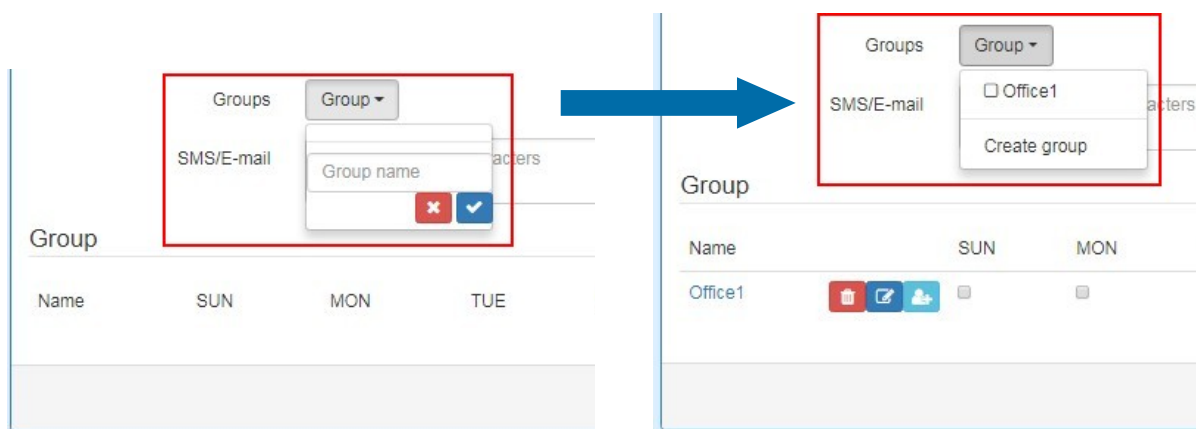 Groups
Group
SMS/E-mail
Group name
acters
Group
Name SUN MON TUE
Groups
Group
Office1
SMS/E-mail
acters
Create group
Group
Name SUN MON
Office1